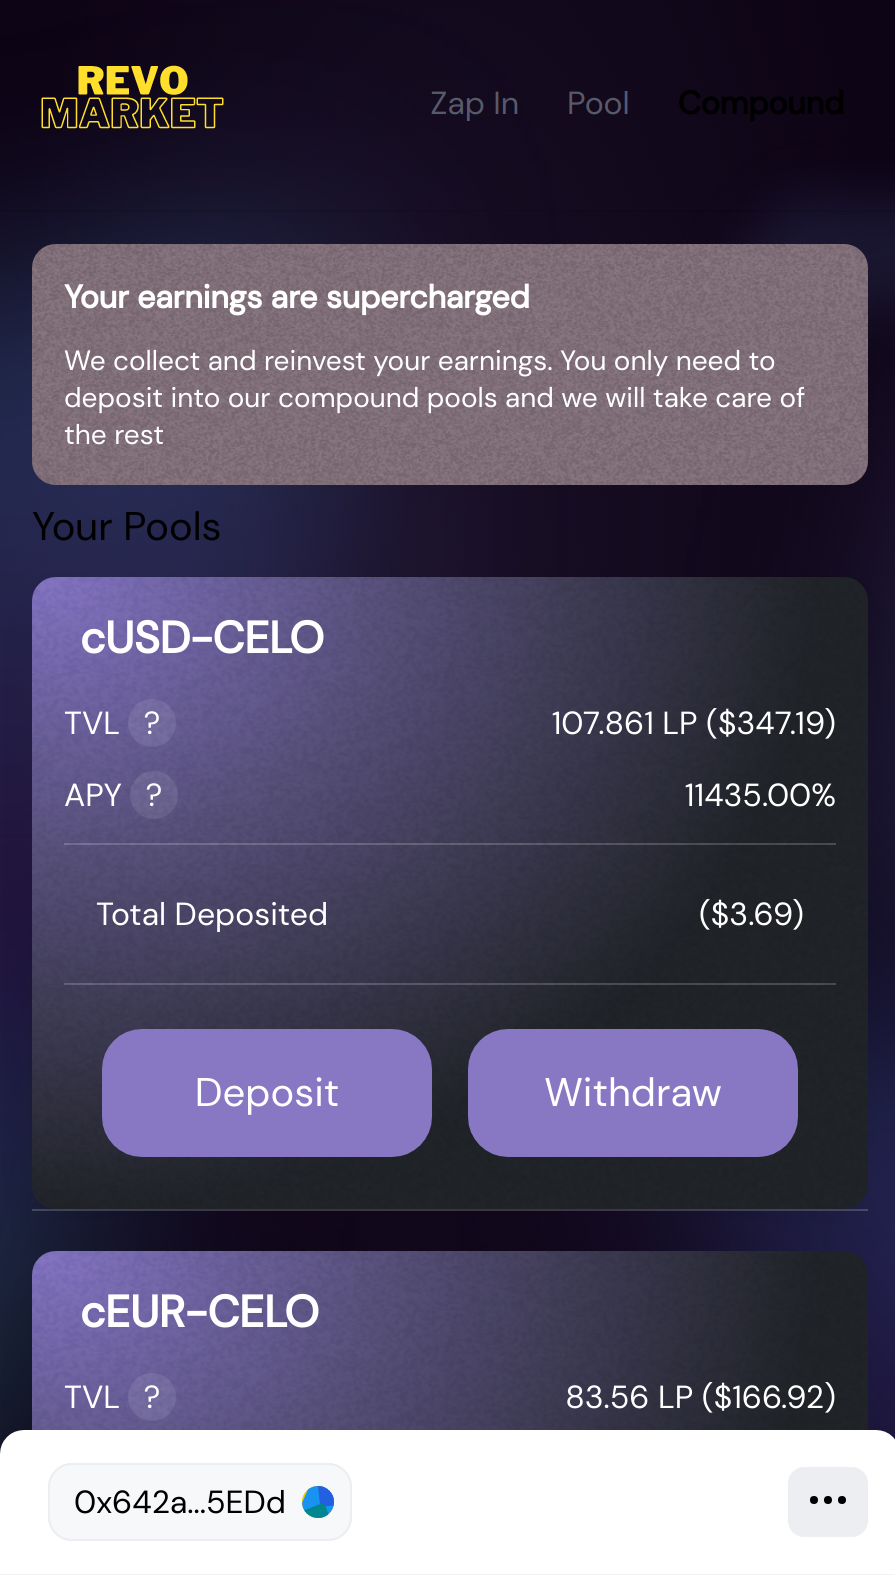 REVO
MARKET
Zap In Pool Compound
Your earnings are supercharged
We collect and reinvest your earnings. You only need to
deposit into our compound pools and we will take care of
the rest
Your Pools
cUSD-CELO
TVL ? 107.861 LP ($347.19)
APY ? 11435.00%
Total Deposited ($3.69)
Deposit Withdraw
cEUR-CELO
TVL ? 83.56 LP ($166.92)
0x642a...5EDd